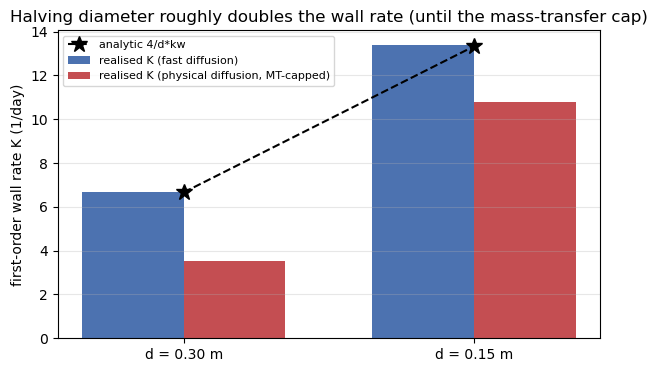 Halving diameter roughly doubles the wall rate (until the mass-transfer cap)
analytic 4/d*kw
realised K (fast diffusion)
realised K (physical diffusion, MT-capped)
first-order wall rate K (1/day)
14
12
10
8
6
4
2
0
d = 0.30 m
d = 0.15 m